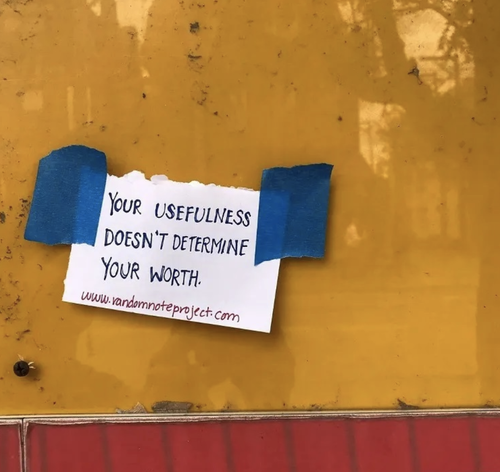 YOUR USEFULNESS
DOESN'T DETERMINE
YOUR WORTH.
www.randomnoteproject.com